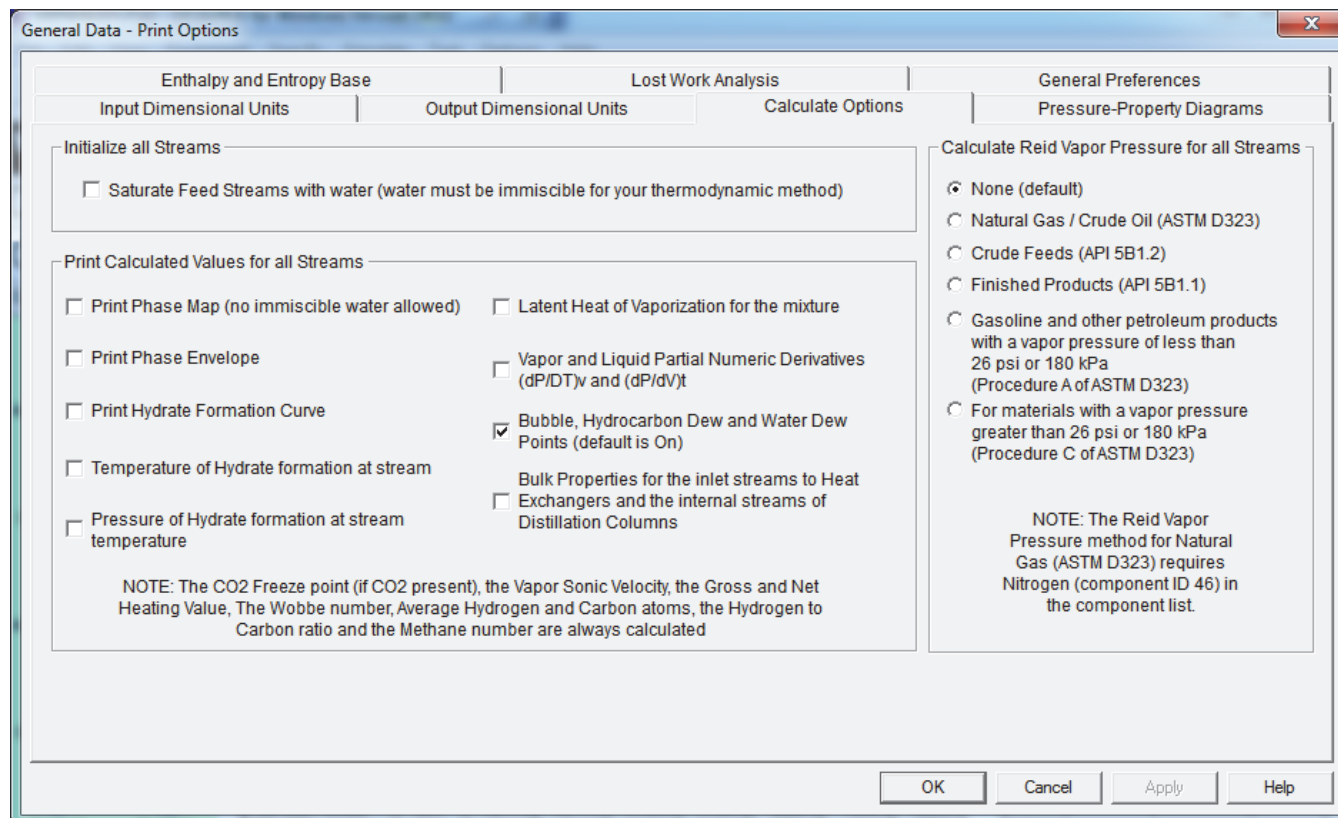 General Data - Print Options
Enthalpy and Entropy Base
Lost Work Analysis
General Preferences
Input Dimensional Units
Output Dimensional Units
Calculate Options
Pressure-Property Diagrams
Initialize all Streams
Saturate Feed Streams with water (water must be immiscible for your thermodynamic method)
Print Calculated Values for all Streams
Print Phase Map (no immiscible water allowed)
Print Phase Envelope
Print Hydrate Formation Curve
Temperature of Hydrate formation at stream
Pressure of Hydrate formation at stream
temperature
Latent Heat of Vaporization for the mixture
Vapor and Liquid Partial Numeric Derivatives
(dP/DT)v and (dP/dV)t
Bubble, Hydrocarbon Dew and Water Dew
Points (default is On)
Bulk Properties for the inlet streams to Heat
Exchangers and the internal streams of
Distillation Columns
NOTE: The CO2 Freeze point (if CO2 present), the Vapor Sonic Velocity, the Gross and Net
Heating Value, The Wobbe number, Average Hydrogen and Carbon atoms, the Hydrogen to
Carbon ratio and the Methane number are always calculated
Calculate Reid Vapor Pressure for all Streams
None (default)
Natural Gas / Crude Oil (ASTM D323)
Crude Feeds (API 5B1.2)
Finished Products (API 5B1.1)
Gasoline and other petroleum products
with a vapor pressure of less than
26 psi or 180 kPa
(Procedure A of ASTM D323)
For materials with a vapor pressure
greater than 26 psi or 180 kPa
(Procedure C of ASTM D323)
NOTE: The Reid Vapor
Pressure method for Natural
Gas (ASTM D323) requires
Nitrogen (component ID 46) in
the component list.
OK
Cancel
Apply
Help